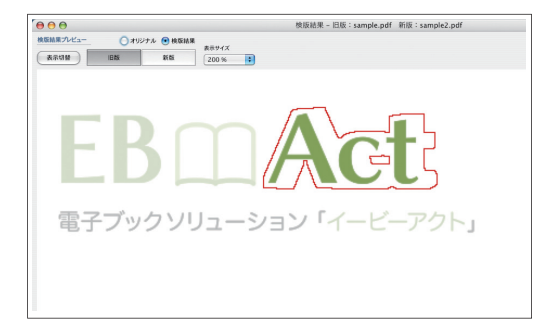 検版結果 – 旧版：sample.pdf　新版：sample2.pdf
検版結果プレビュー　オリジナル　検版結果
表示サイズ
表示切替　旧版　新版　200 %
EB Act
電子ブックソリューション「イービーアクト」